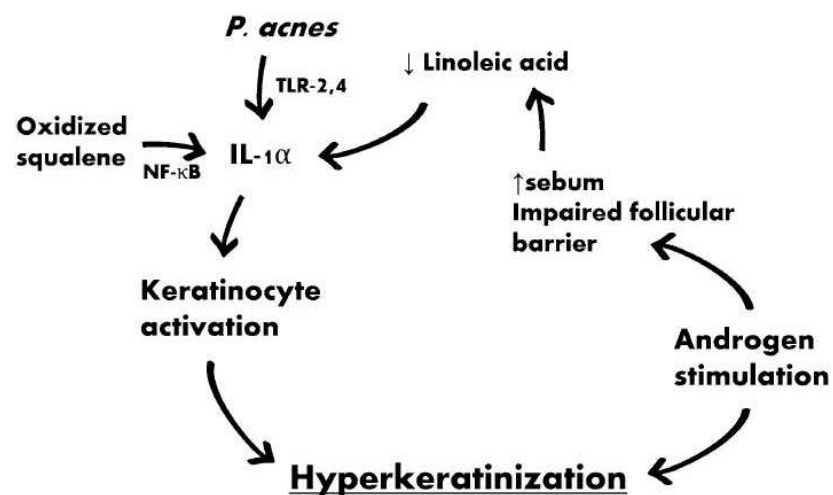 P. acnes
↓ Linoleic acid
TLR-2,4
Oxidized
squalene
NF-κB
IL-1α
↑sebum
Impaired follicular
barrier
Keratinocyte
activation
Androgen
stimulation
Hyperkeratinization